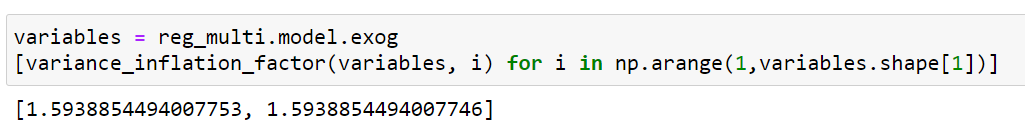 variables = reg_multi.model.exog
[variance_inflation_factor(variables, i) for i in np.arange(1,variables.shape[1])]
[1.5938854494007753, 1.5938854494007746]